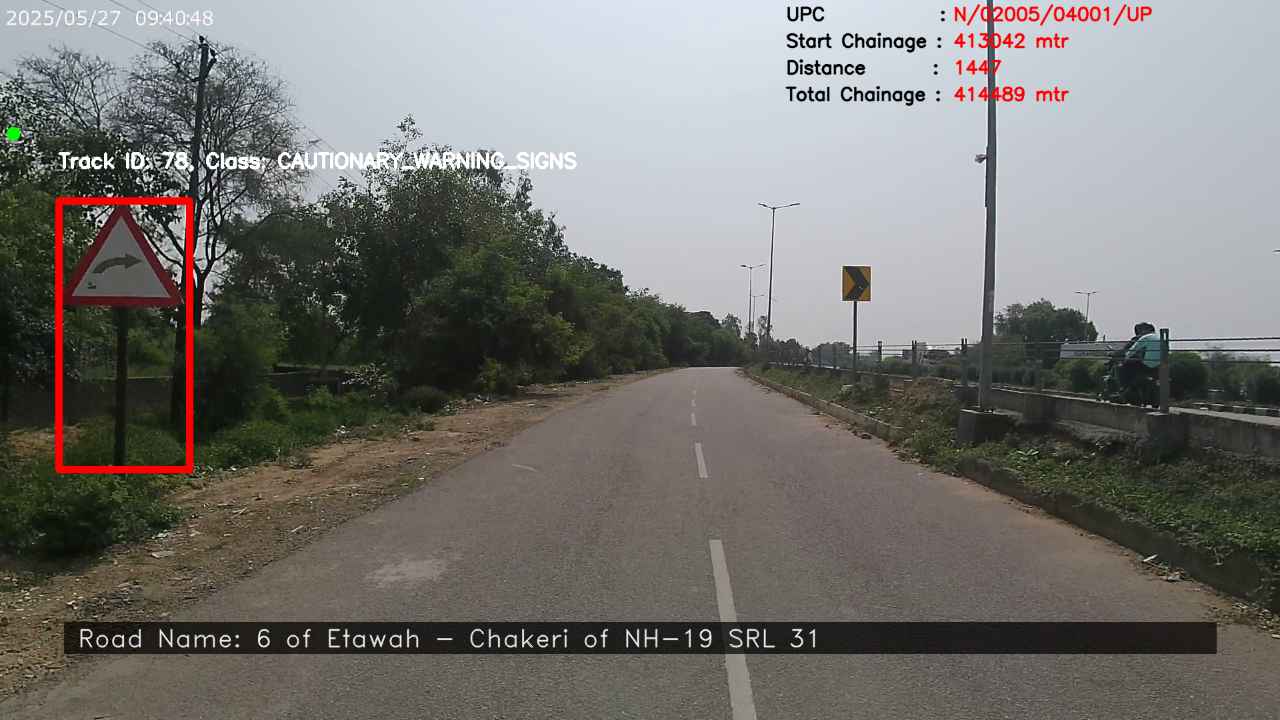 2025/05/27 09:40:48
UPC : N/02005/04001/UP
Start Chainage : 413042 mtr
Distance : 1447
Total Chainage : 414489 mtr
Track ID: 78, Class: CAUTIONARY_WARNING_SIGNS
Road Name: 6 of Etawah - Chakeri of NH-19 SRL 31